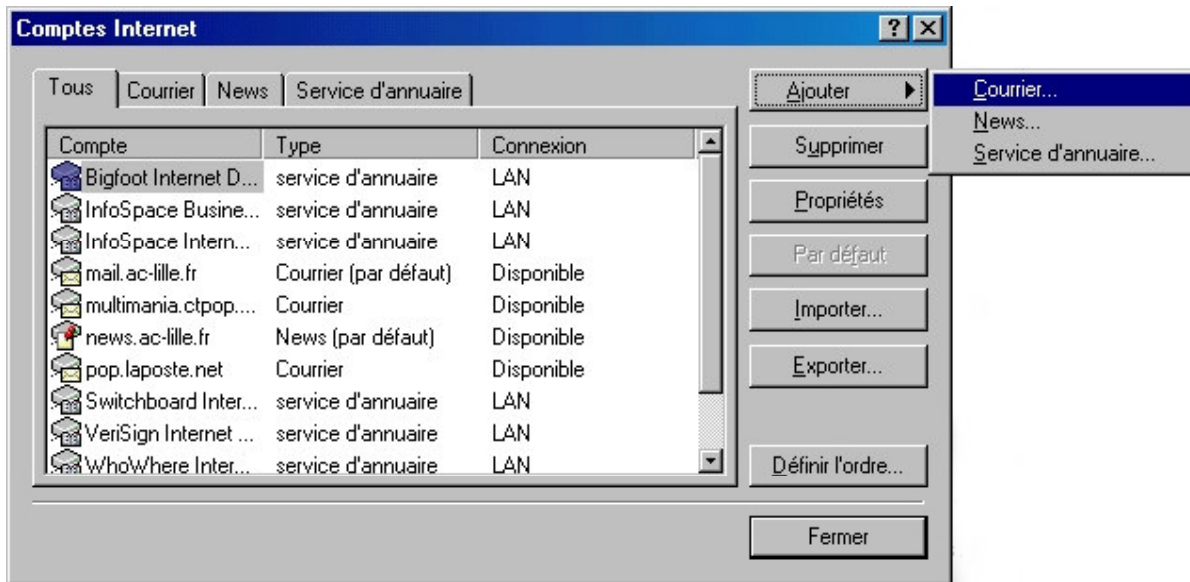 Comptes Internet
Tous Courrier News Service d'annuaire
Compte Type Connexion
Bigfoot Internet D... service d'annuaire LAN
InfoSpace Busine... service d'annuaire LAN
InfoSpace Intern... service d'annuaire LAN
mail.ac-lille.fr Courrier (par défaut) Disponible
multimania.ctpop.... Courrier Disponible
news.ac-lille.fr News (par défaut) Disponible
pop.laposte.net Courrier Disponible
Switchboard Inter... service d'annuaire LAN
VeriSign Internet ... service d'annuaire LAN
WhoWhere Inter... service d'annuaire LAN
Ajouter
Supprimer
Propriétés
Par défaut
Importer...
Exporter...
Définir l'ordre...
Fermer
Courrier...
News...
Service d'annuaire...